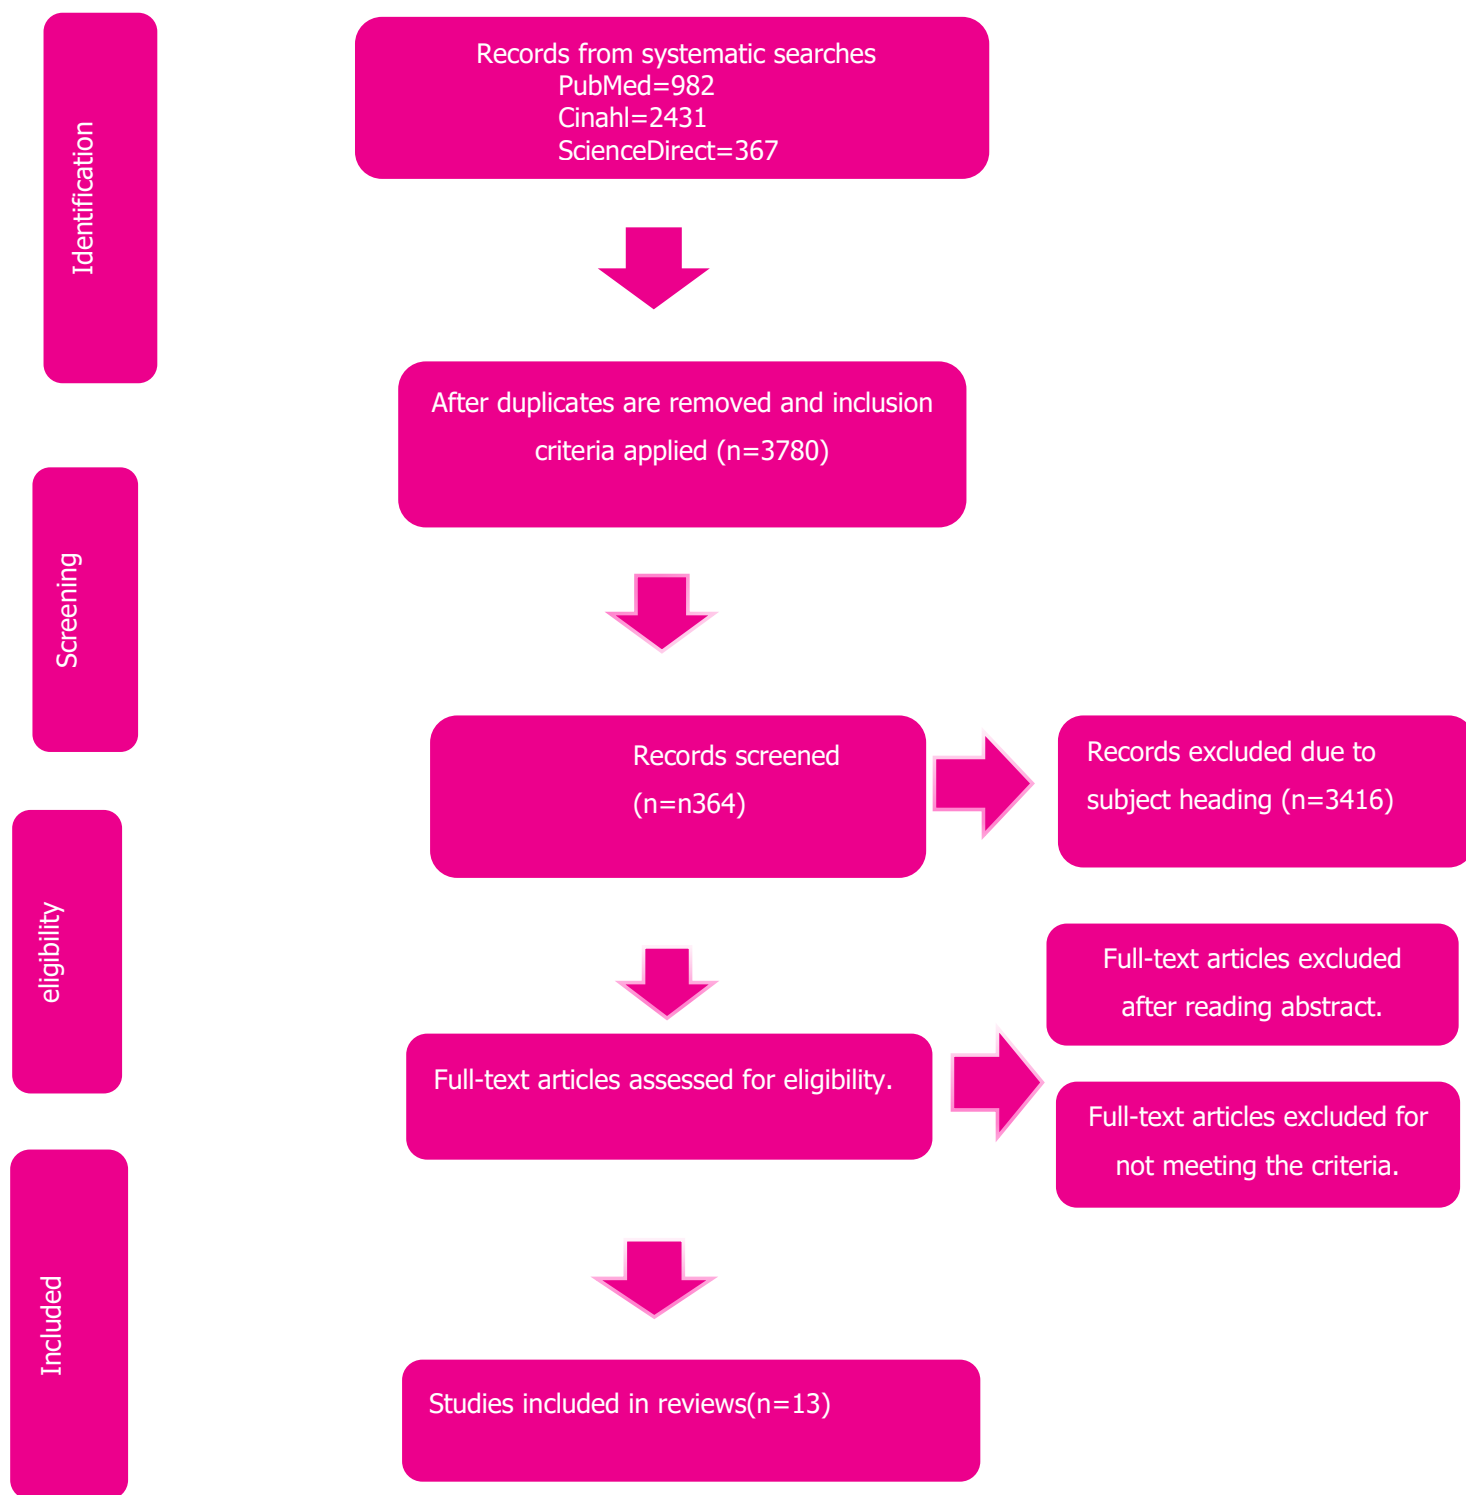 Identification
Records from systematic searches
PubMed=982
Cinahl=2431
ScienceDirect=367
After duplicates are removed and inclusion
criteria applied (n=3780)
Screening
Records screened
(n=n364)
Records excluded due to
subject heading (n=3416)
eligibility
Full-text articles assessed for eligibility.
Full-text articles excluded
after reading abstract.
Full-text articles excluded for
not meeting the criteria.
Included
Studies included in reviews(n=13)